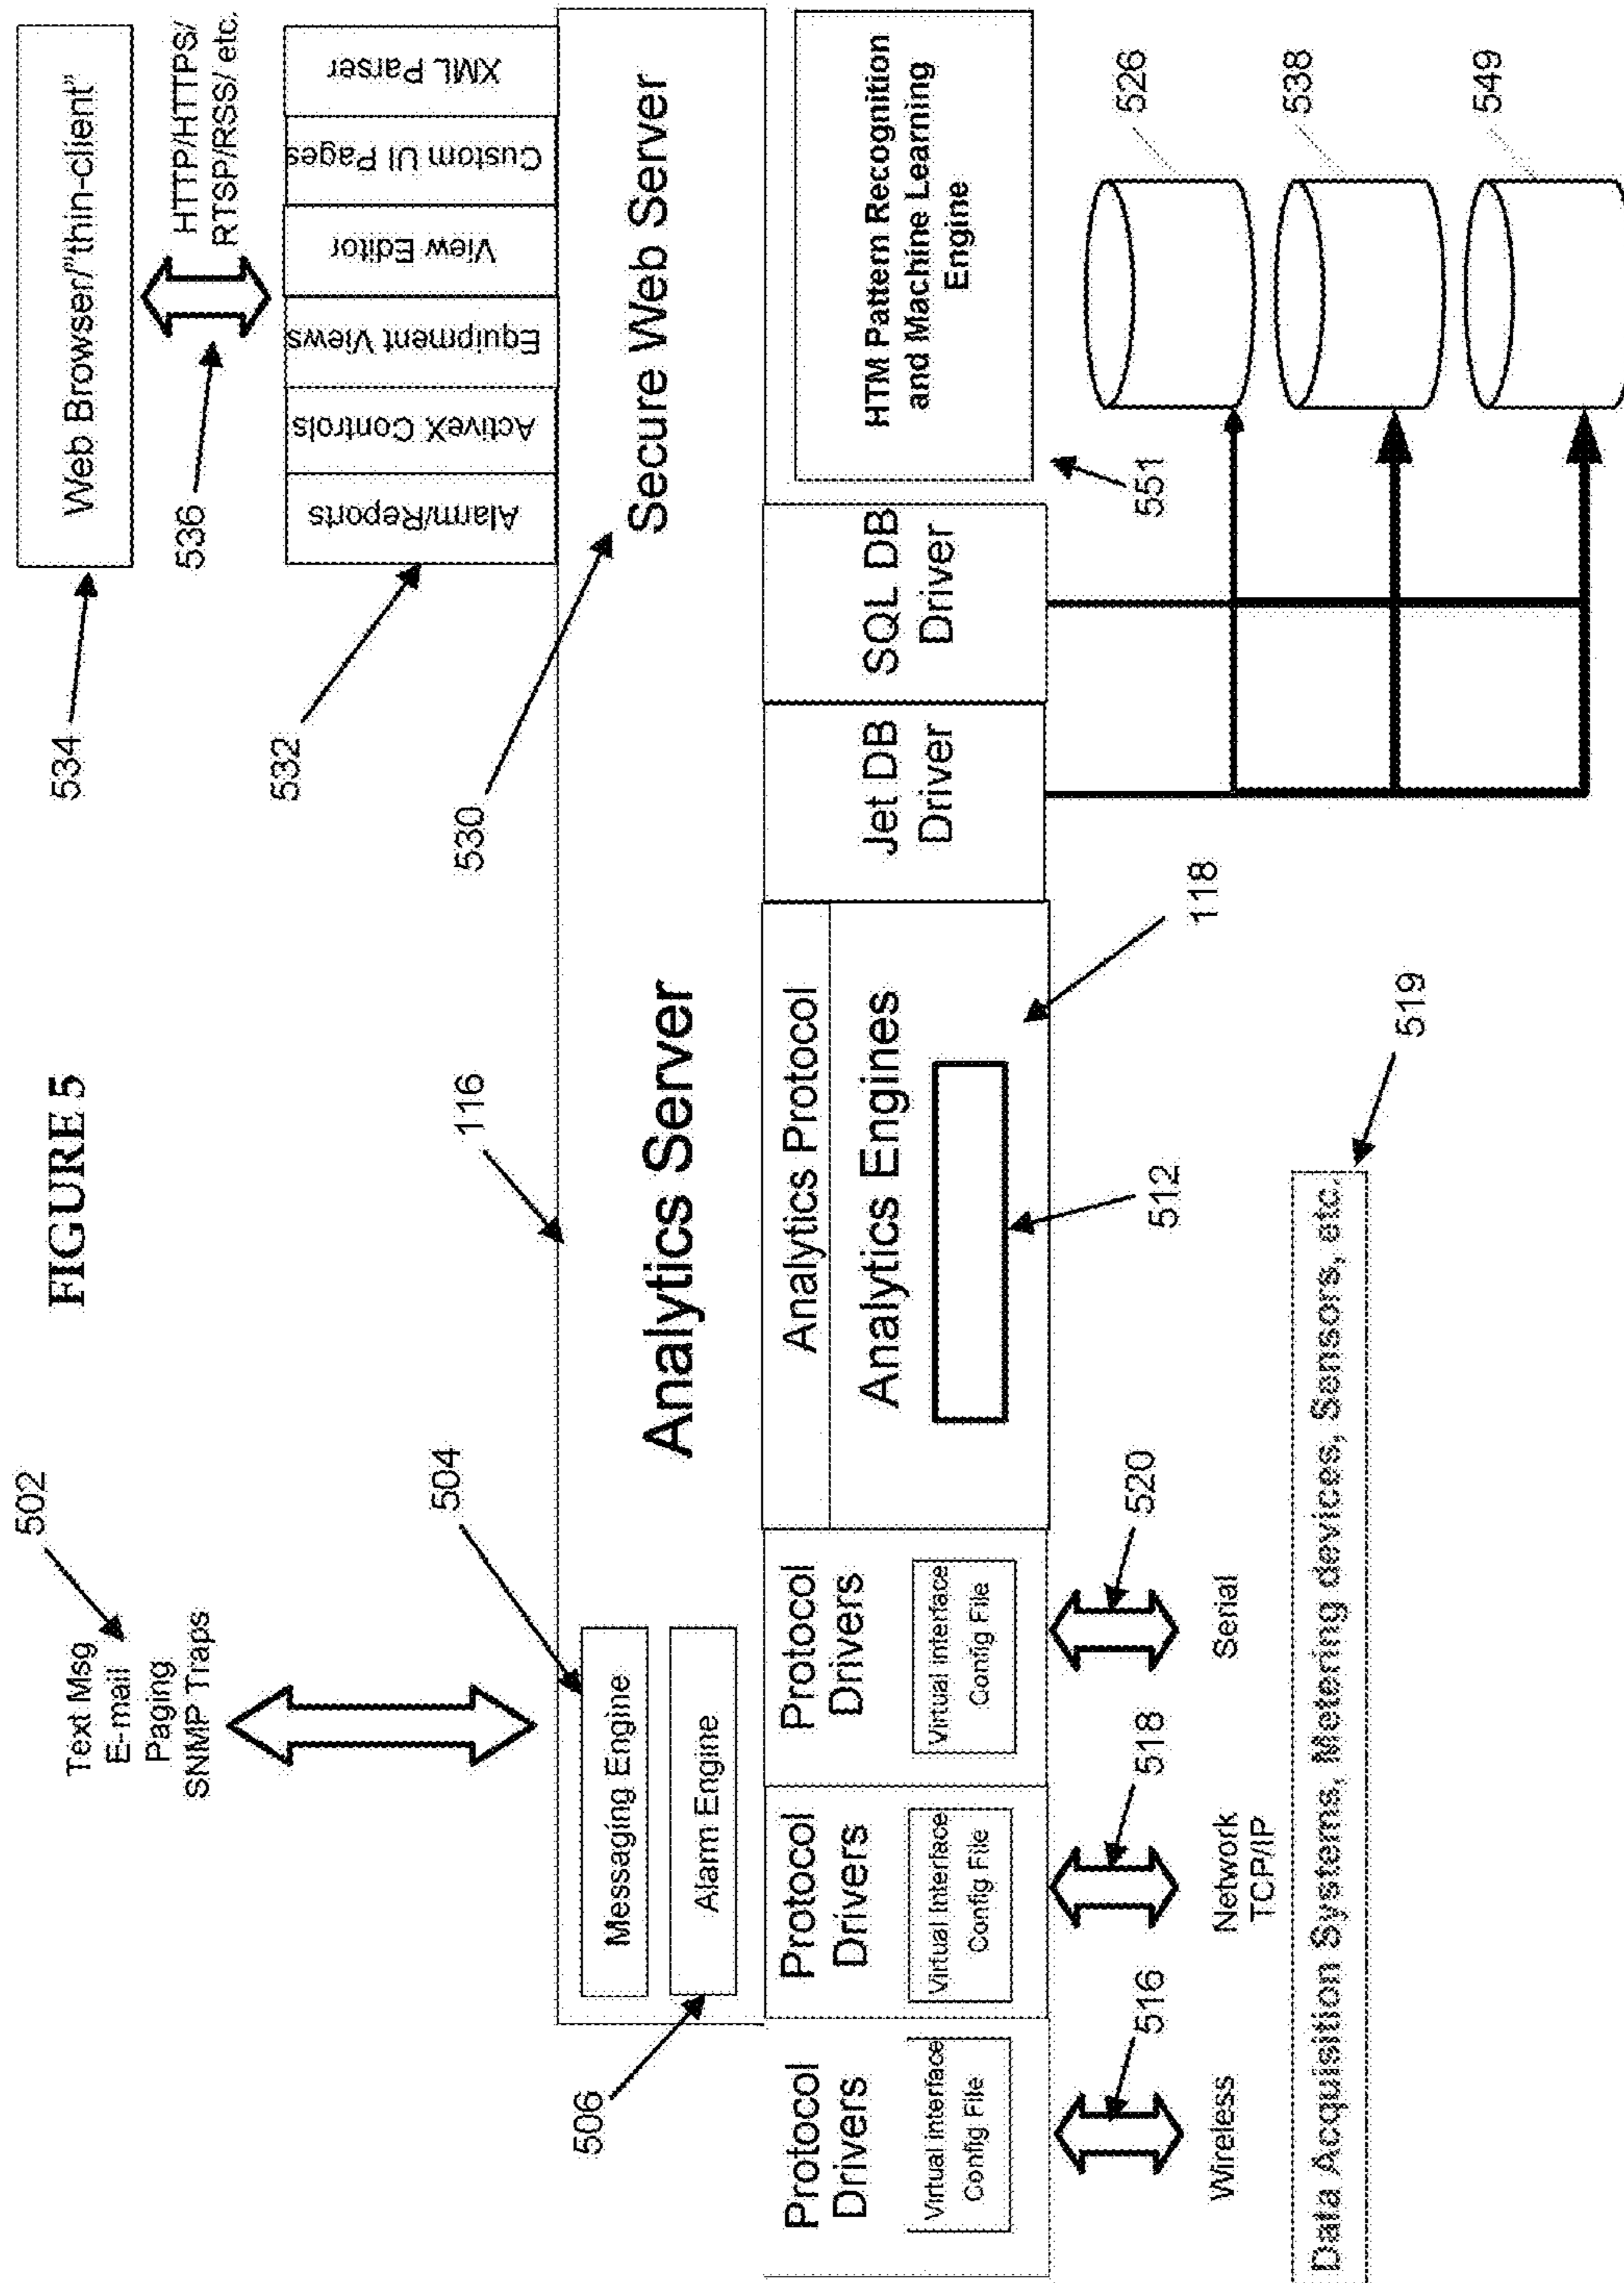 FIGURE 5
502
Text Msg
E-mail
Paging
SNMP Traps
504
116
534
Web Browser/"thin-client"
536
HTTP/HTTPS/
RTSP/RSS/ etc.
532
Alarm/Reports
ActiveX Controls
Equipment Views
View Editor
Custom UI Pages
XML Parser
530
506
Messaging Engine
Alarm Engine
Analytics Server
Secure Web Server
Protocol
Drivers
Virtual Interface
Config File
Protocol
Drivers
Virtual Interface
Config File
Protocol
Drivers
Virtual Interface
Config File
Analytics Protocol
Analytics Engines
Jet DB
Driver
SQL DB
Driver
HTM Pattern Recognition
and Machine Learning
Engine
516
518
520
512
118
551
526
538
549
Wireless
Network
TCP/IP
Serial
Data Acquisition Systems, Metering devices, Sensors, etc.
519